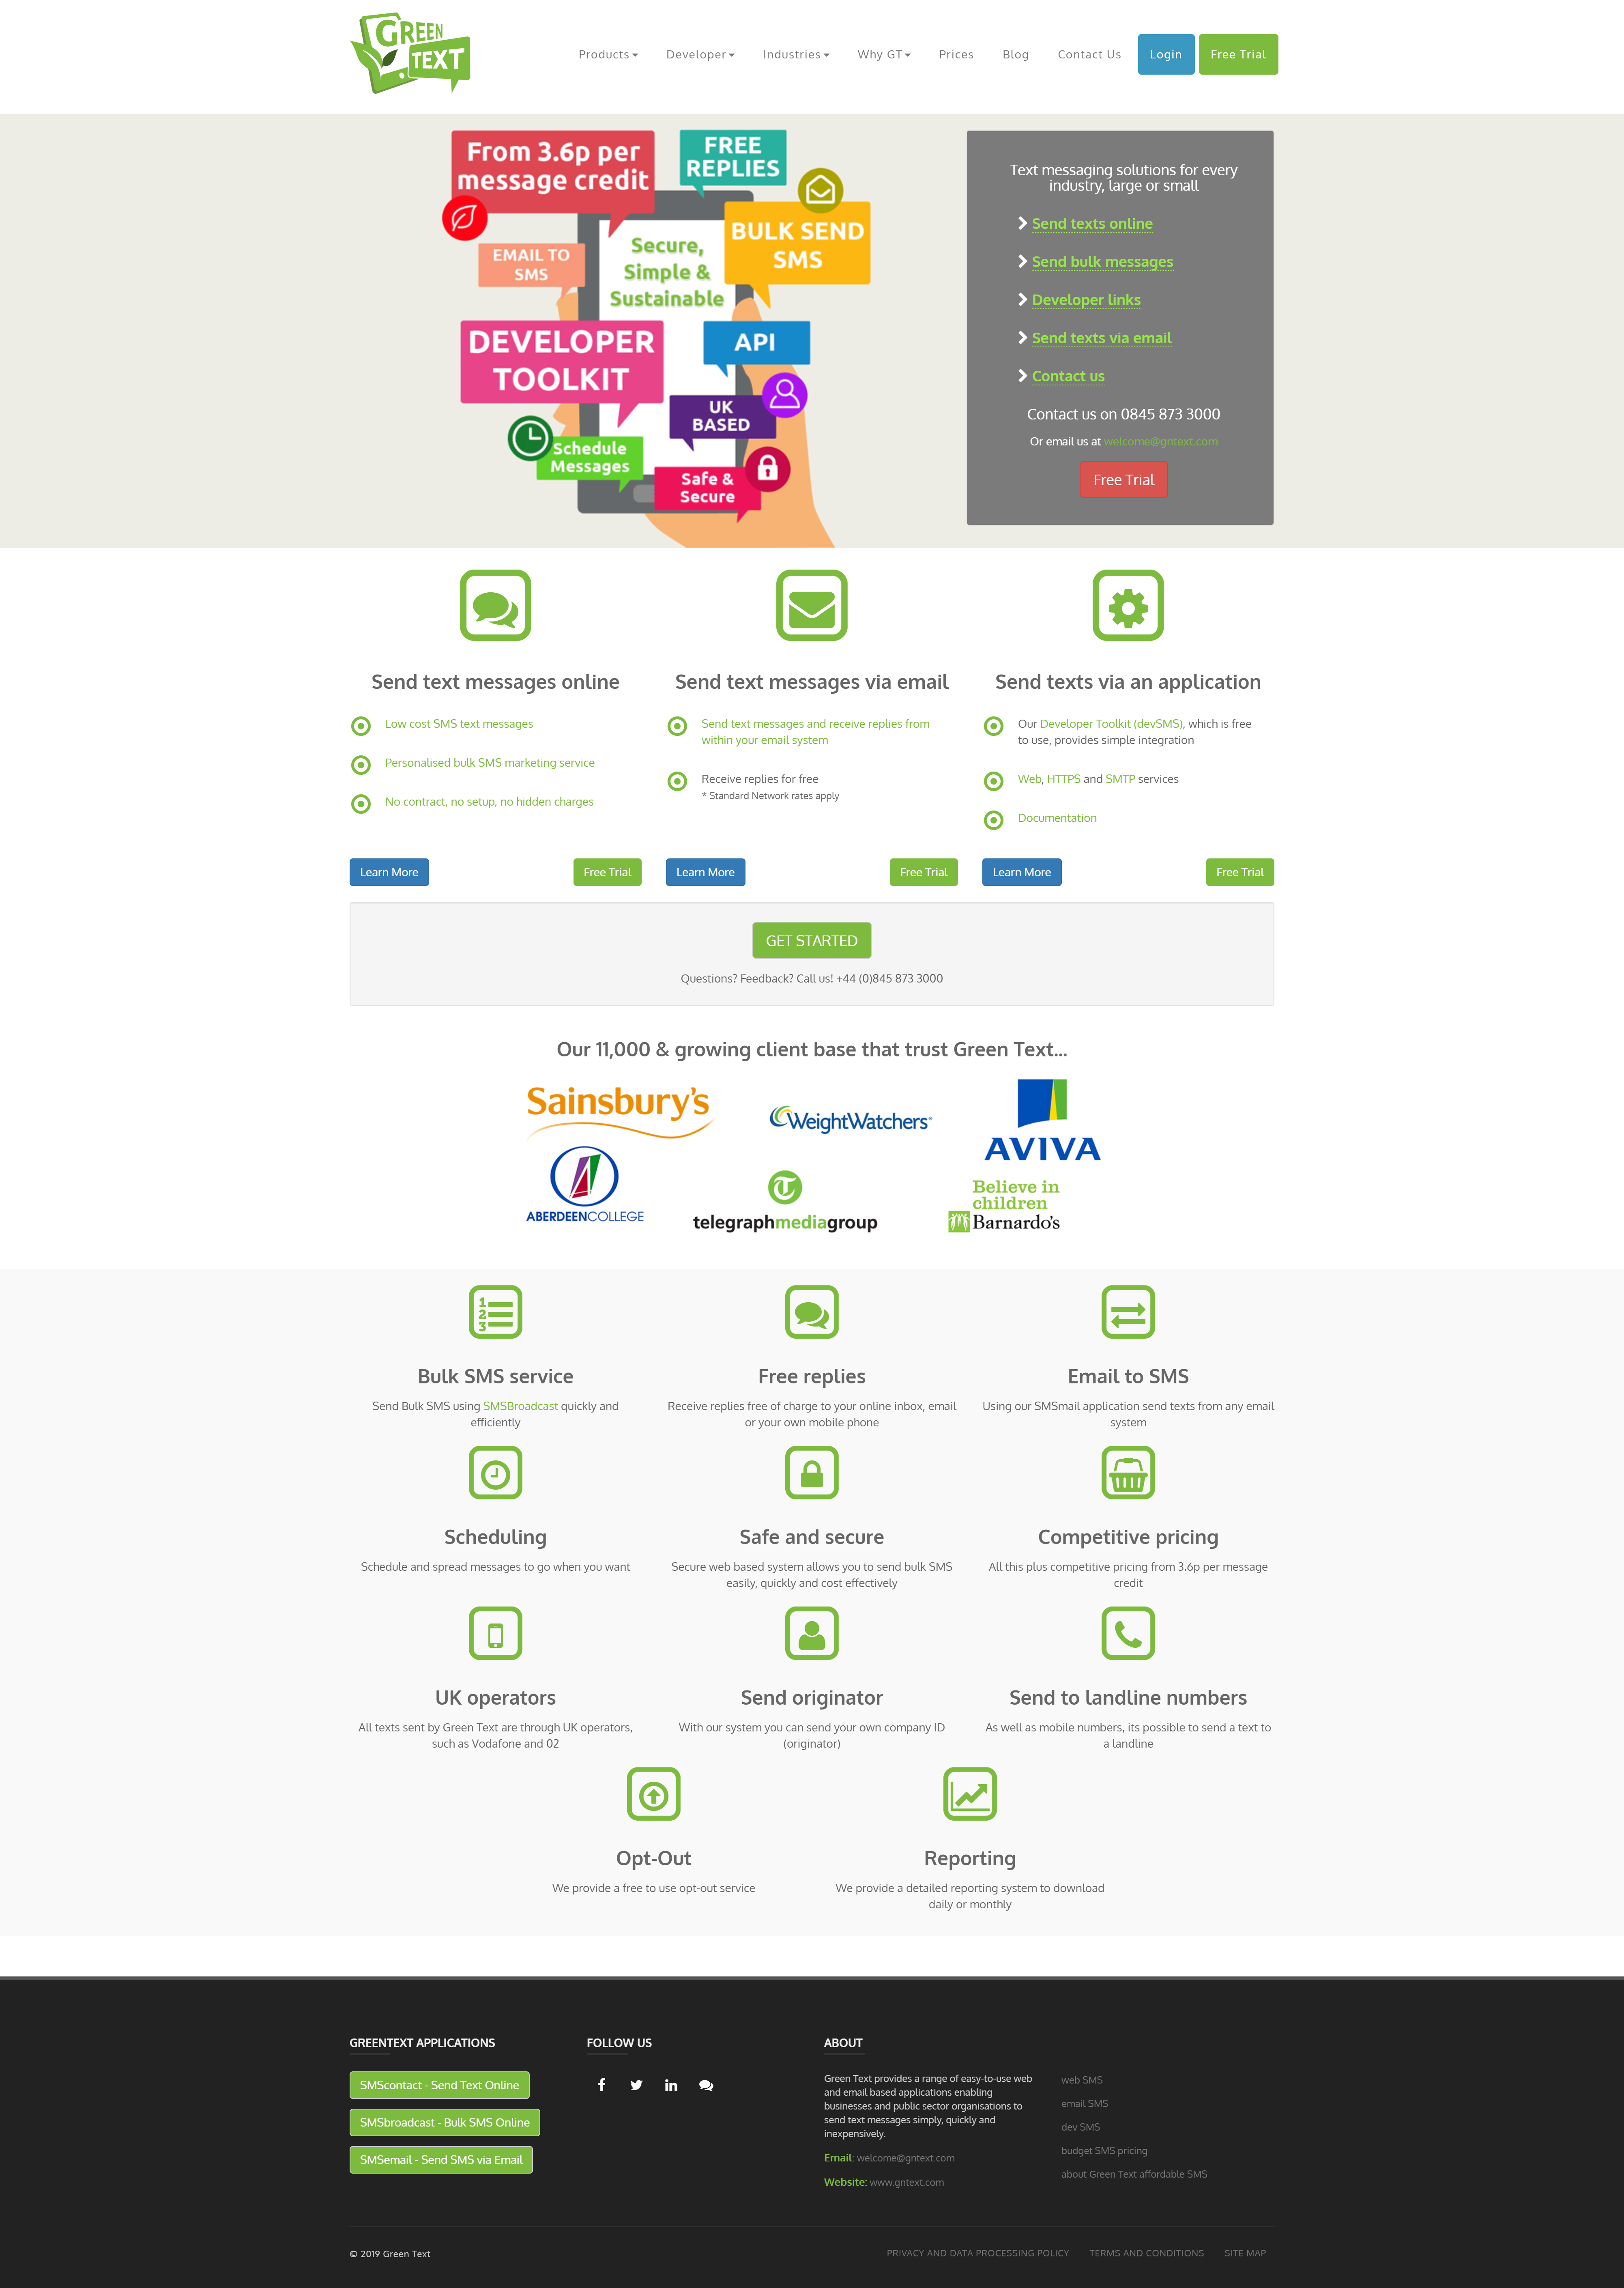 GREEN
TEXT
Products Developer Industries Why GT Prices Blog Contact Us Login Free Trial
From 3.6p per
message credit
FREE
REPLIES
BULK SEND
SMS
EMAIL TO
SMS
Secure,
Simple &
Sustainable
DEVELOPER
TOOLKIT
API
UK
BASED
Schedule
Messages
Safe &
Secure
Text messaging solutions for every
industry, large or small
Send texts online
Send bulk messages
Developer links
Send texts via email
Contact us
Contact us on 0845 873 3000
Or email us at welcome@gntext.com
Free Trial
Send text messages online
Low cost SMS text messages
Personalised bulk SMS marketing service
No contract, no setup, no hidden charges
Learn More Free Trial
Send text messages via email
Send text messages and receive replies from
within your email system
Receive replies for free
* Standard Network rates apply
Learn More Free Trial
Send texts via an application
Our Developer Toolkit (devSMS), which is free
to use, provides simple integration
Web, HTTPS and SMTP services
Documentation
Learn More Free Trial
GET STARTED
Questions? Feedback? Call us! +44 (0)845 873 3000
Our 11,000 & growing client base that trust Green Text...
Sainsbury's
WeightWatchers
AVIVA
ABERDEENCOLLEGE
T
telegraphmediagroup
Believe in
children
Barnardo's
1
2
3
Bulk SMS service
Send Bulk SMS using SMSBroadcast quickly and
efficiently
Free replies
Receive replies free of charge to your online inbox, email
or your own mobile phone
Email to SMS
Using our SMSmail application send texts from any email
system
Scheduling
Schedule and spread messages to go when you want
Safe and secure
Secure web based system allows you to send bulk SMS
easily, quickly and cost effectively
Competitive pricing
All this plus competitive pricing from 3.6p per message
credit
UK operators
All texts sent by Green Text are through UK operators,
such as Vodafone and 02
Send originator
With our system you can send your own company ID
(originator)
Send to landline numbers
As well as mobile numbers, its possible to send a text to
a landline
Opt-Out
We provide a free to use opt-out service
Reporting
We provide a detailed reporting system to download
daily or monthly
GREENTEXT APPLICATIONS
SMScontact - Send Text Online
SMSbroadcast - Bulk SMS Online
SMSemail - Send SMS via Email
FOLLOW US
ABOUT
Green Text provides a range of easy-to-use web
and email based applications enabling
businesses and public sector organisations to
send text messages simply, quickly and
inexpensively.
Email: welcome@gntext.com
Website: www.gntext.com
web SMS
email SMS
dev SMS
budget SMS pricing
about Green Text affordable SMS
© 2019 Green Text
PRIVACY AND DATA PROCESSING POLICY TERMS AND CONDITIONS SITE MAP